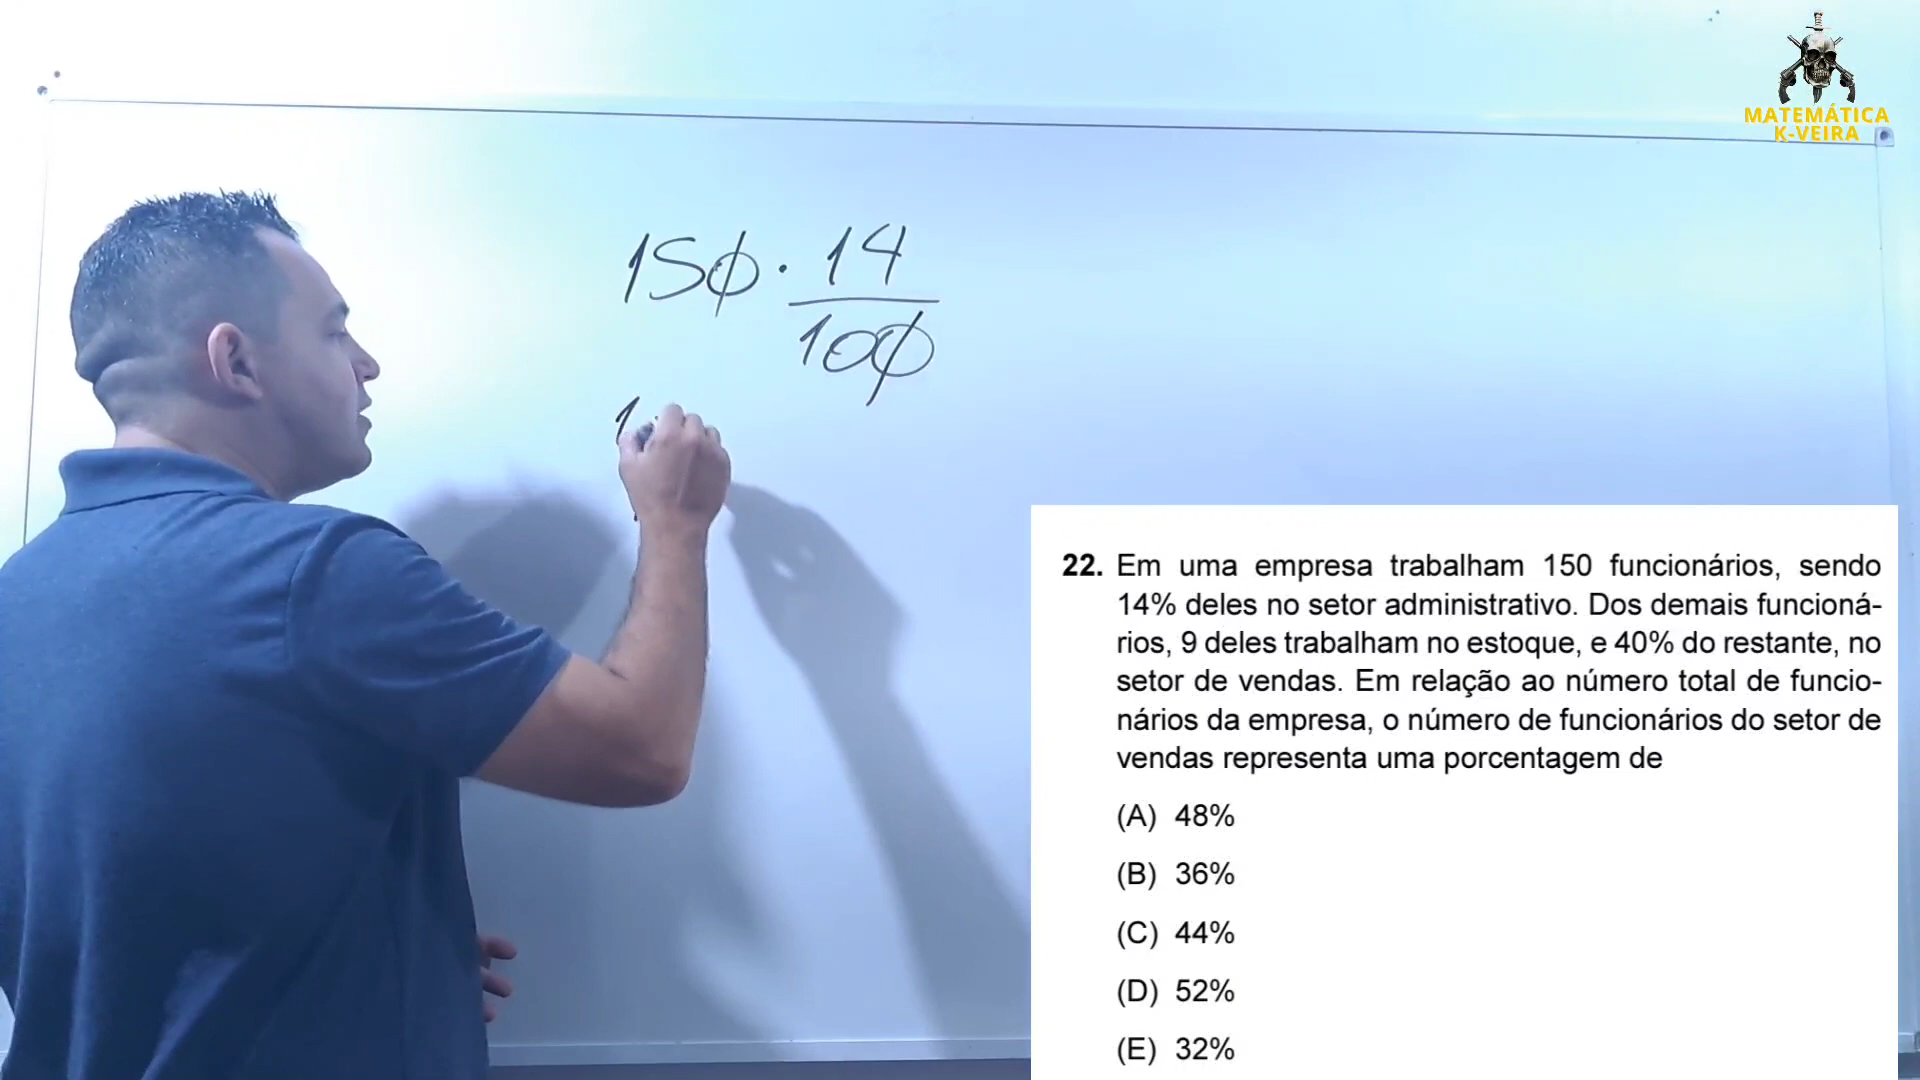 MATEMÁTICA
K-VEIRA
150 · 14
100
1
22. Em uma empresa trabalham 150 funcionários, sendo
14% deles no setor administrativo. Dos demais funcioná-
rios, 9 deles trabalham no estoque, e 40% do restante, no
setor de vendas. Em relação ao número total de funcio-
nários da empresa, o número de funcionários do setor de
vendas representa uma porcentagem de
(A) 48%
(B) 36%
(C) 44%
(D) 52%
(E) 32%